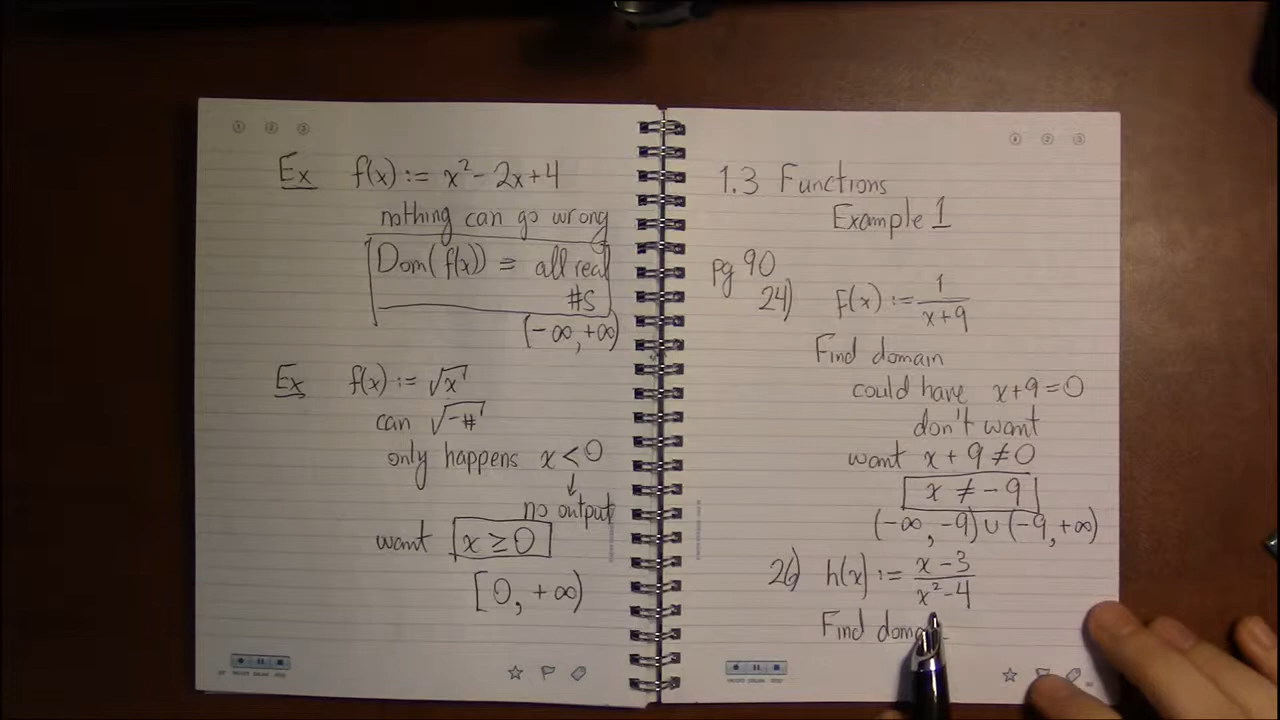 Ex f(x) := x² - 2x + 4
nothing can go wrong
Dom(f(x)) = all real
#s
(-∞, +∞)
Ex f(x) := √x
can √-#
only happens x < 0
↓
no output
want x ≥ 0
[0, +∞)
1.3 Functions
Example 1
pg 90
24) f(x) := 1/(x+9)
Find domain
could have x+9 = 0
don't want
want x + 9 ≠ 0
x ≠ -9
(-∞, -9) ∪ (-9, +∞)
26) h(x) := (x-3)/(x²-4)
Find